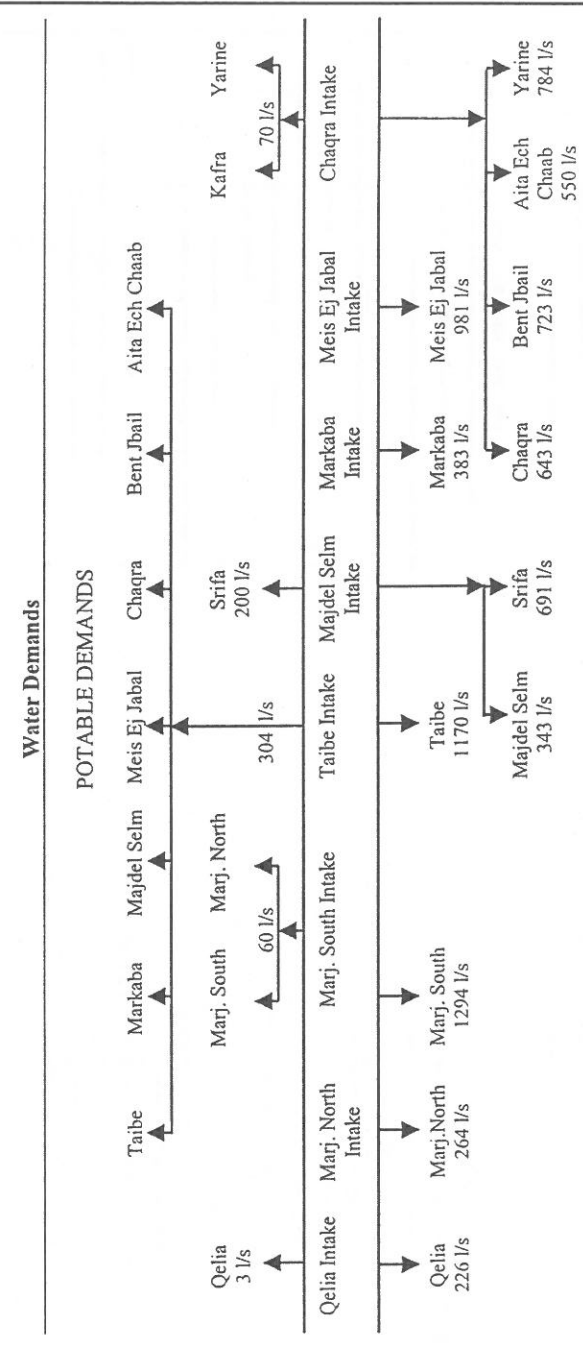 Water Demands
POTABLE DEMANDS
Taibe
Markaba
Majdel Selm
Meis Ej Jabal
Chaqra
Bent Jbail
Aita Ech Chaab
Qelia
3 l/s
Marj. South
Marj. North
60 l/s
304 l/s
Srifa
200 l/s
Kafra
Yarine
70 l/s
Qelia Intake
Marj. North
Intake
Marj. South Intake
Taibe Intake
Majdel Selm
Intake
Markaba
Intake
Meis Ej Jabal
Intake
Chaqra Intake
Qelia
226 l/s
Marj.North
264 l/s
Marj. South
1294 l/s
Taibe
1170 l/s
Markaba
383 l/s
Meis Ej Jabal
981 l/s
Majdel Selm
343 l/s
Srifa
691 l/s
Chaqra
643 l/s
Bent Jbail
723 l/s
Aita Ech
Chaab
550 l/s
Yarine
784 l/s